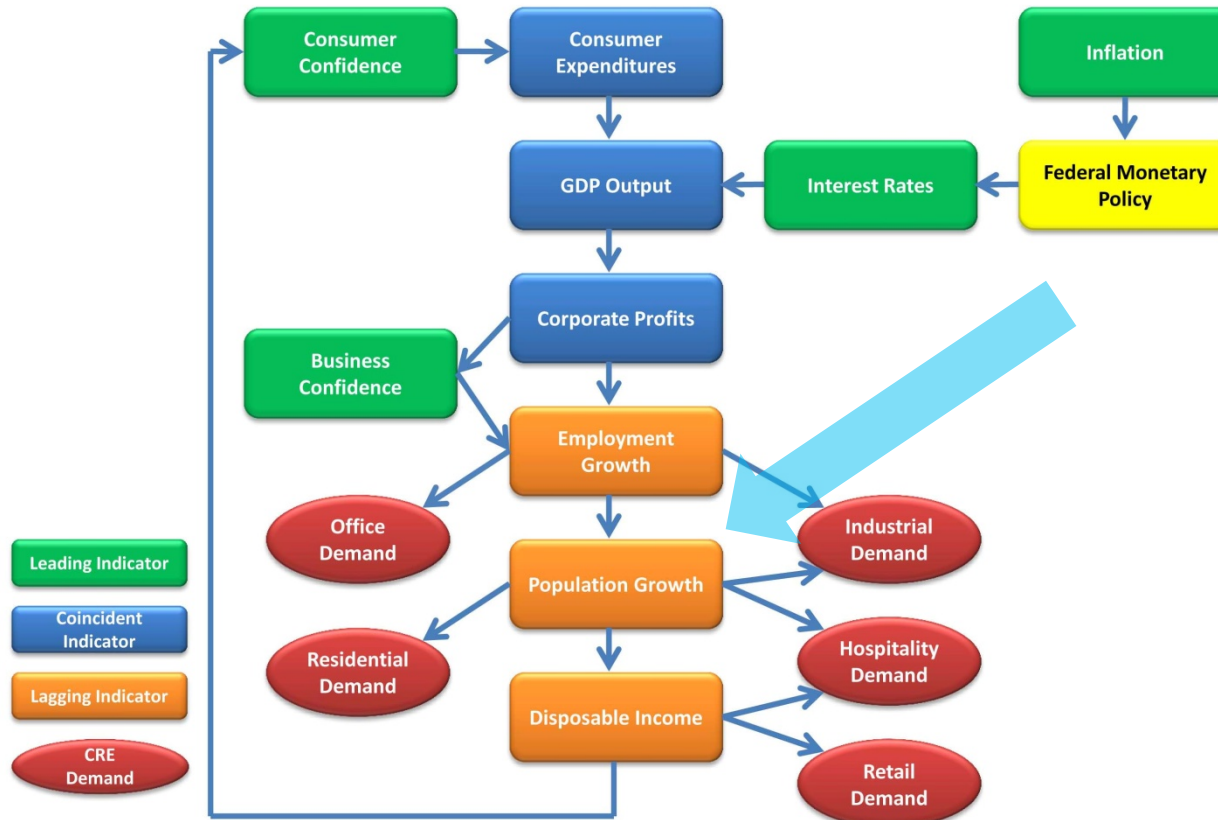 Consumer
Confidence
Consumer
Expenditures
Inflation
GDP Output
Interest Rates
Federal Monetary
Policy
Corporate Profits
Business
Confidence
Employment
Growth
Office
Demand
Industrial
Demand
Leading Indicator
Population Growth
Coincident
Indicator
Residential
Demand
Hospitality
Demand
Lagging Indicator
Disposable Income
CRE
Demand
Retail
Demand